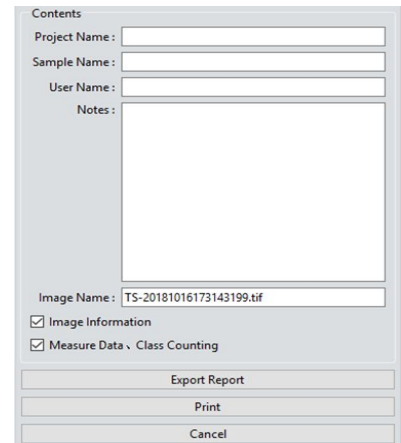 Contents
Project Name :
Sample Name :
User Name :
Notes :
Image Name : TS-20181016173143199.tif
Image Information
Measure Data、Class Counting
Export Report
Print
Cancel